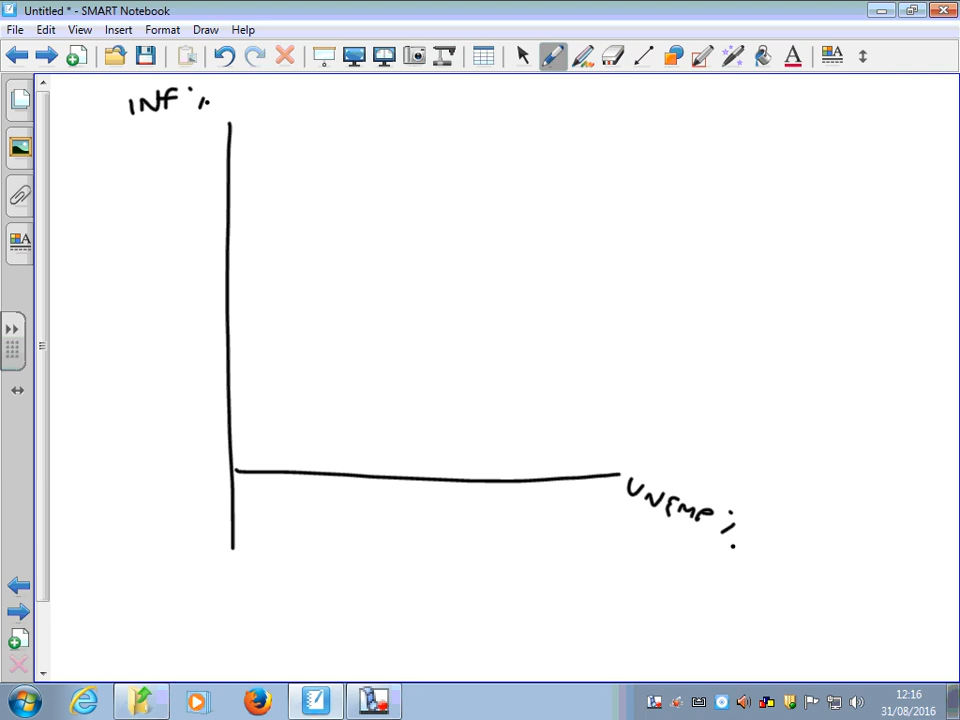 Untitled * - SMART Notebook
File Edit View Insert Format Draw Help
INF %
UNEMP %
12:16
31/08/2016